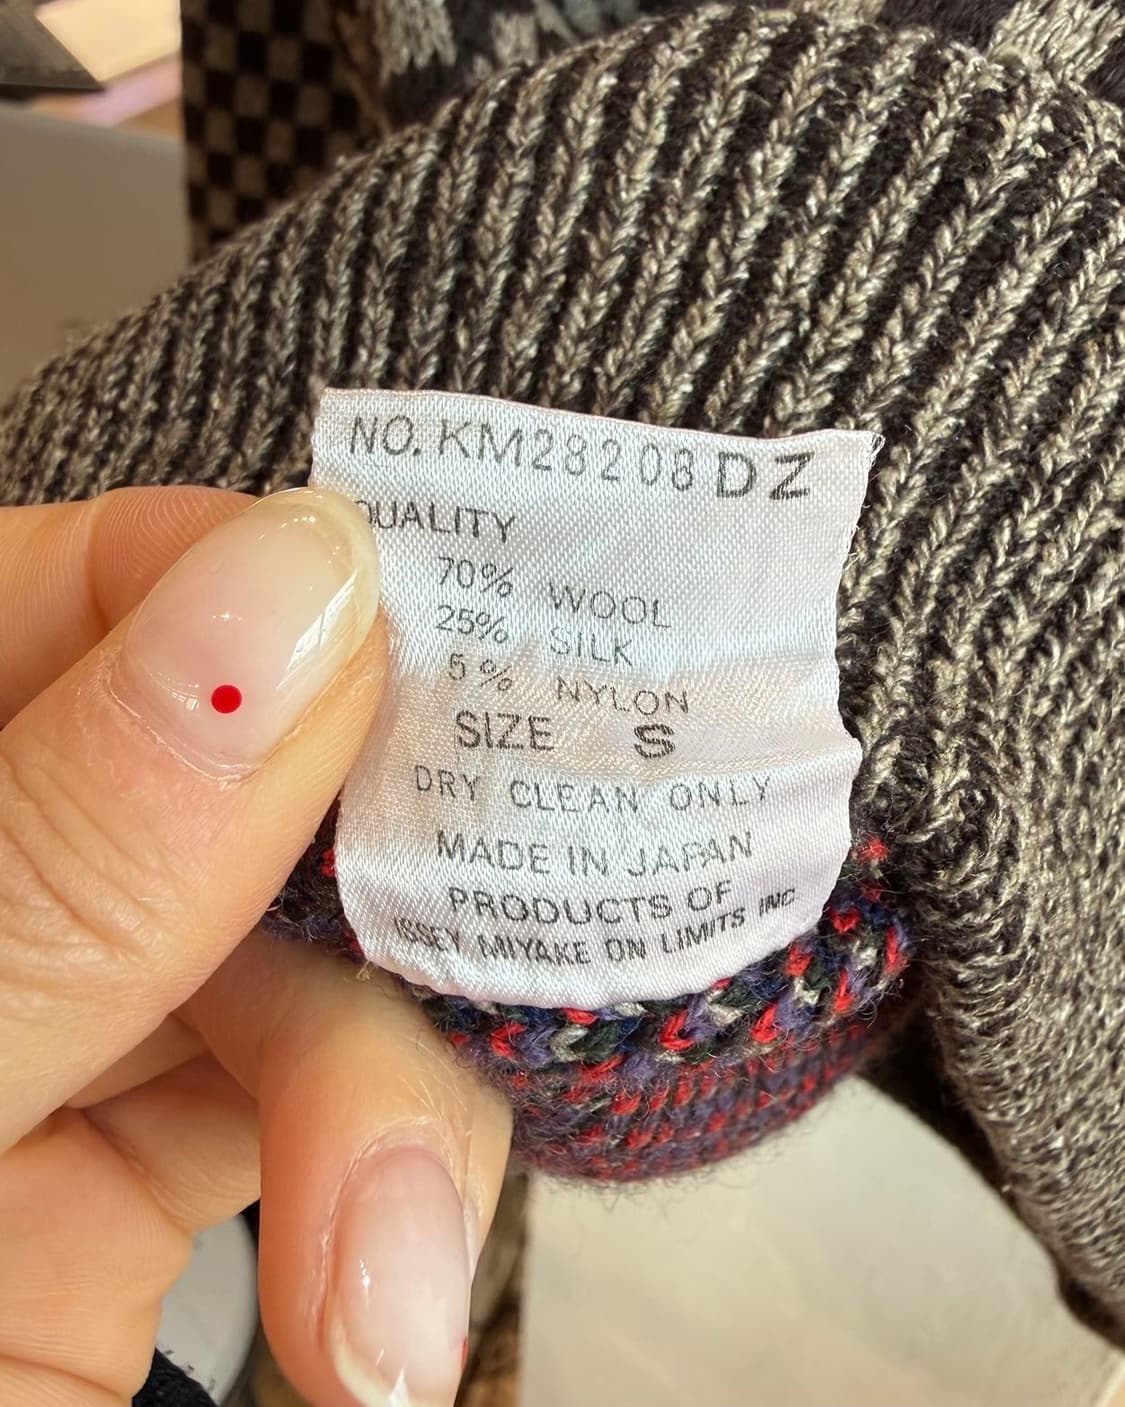 NO. KM28208 DZ
QUALITY
70% WOOL
25% SILK
5% NYLON
SIZE S
DRY CLEAN ONLY
MADE IN JAPAN
PRODUCTS OF
ISSEY MIYAKE ON LIMITS INC